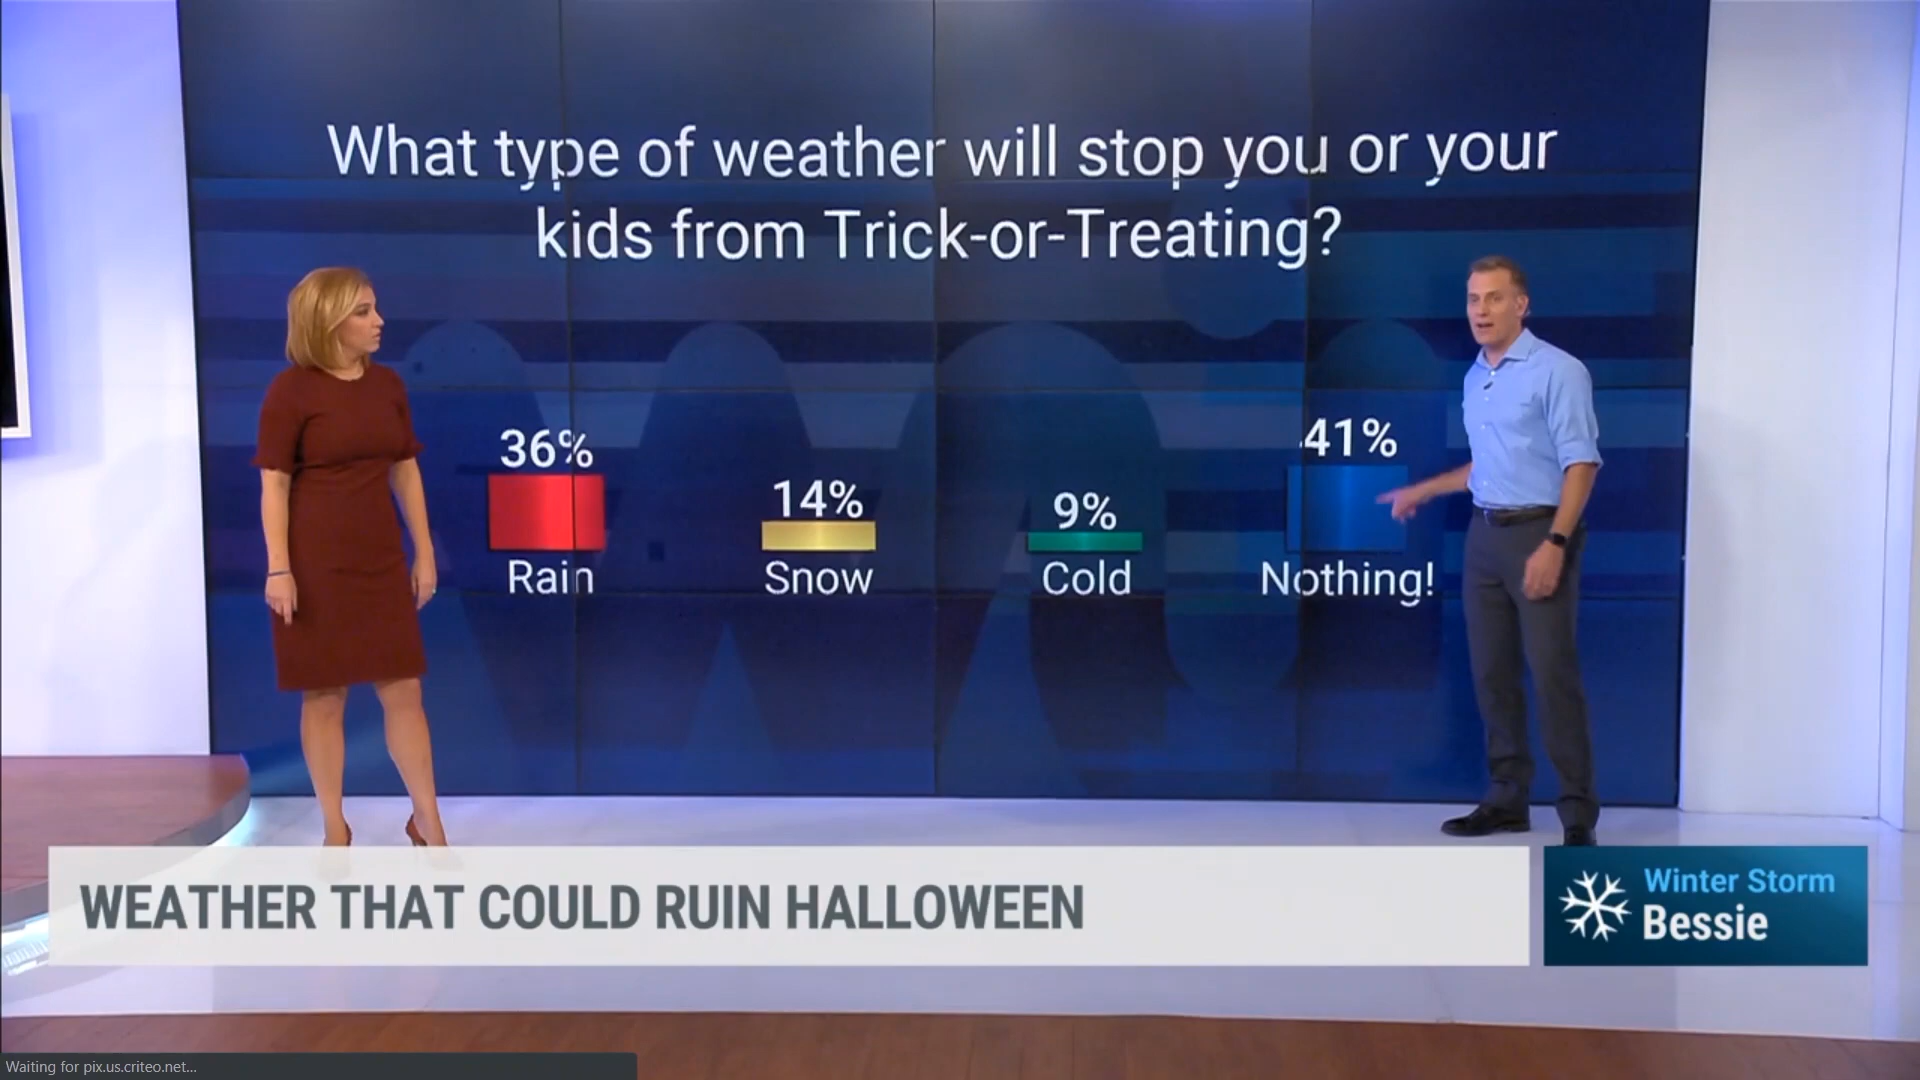 What type of weather will stop you or your
kids from Trick-or-Treating?
36%
14%
9%
41%
Rain
Snow
Cold
Nothing!
WEATHER THAT COULD RUIN HALLOWEEN
Winter Storm
Bessie
Waiting for pix.us.criteo.net...